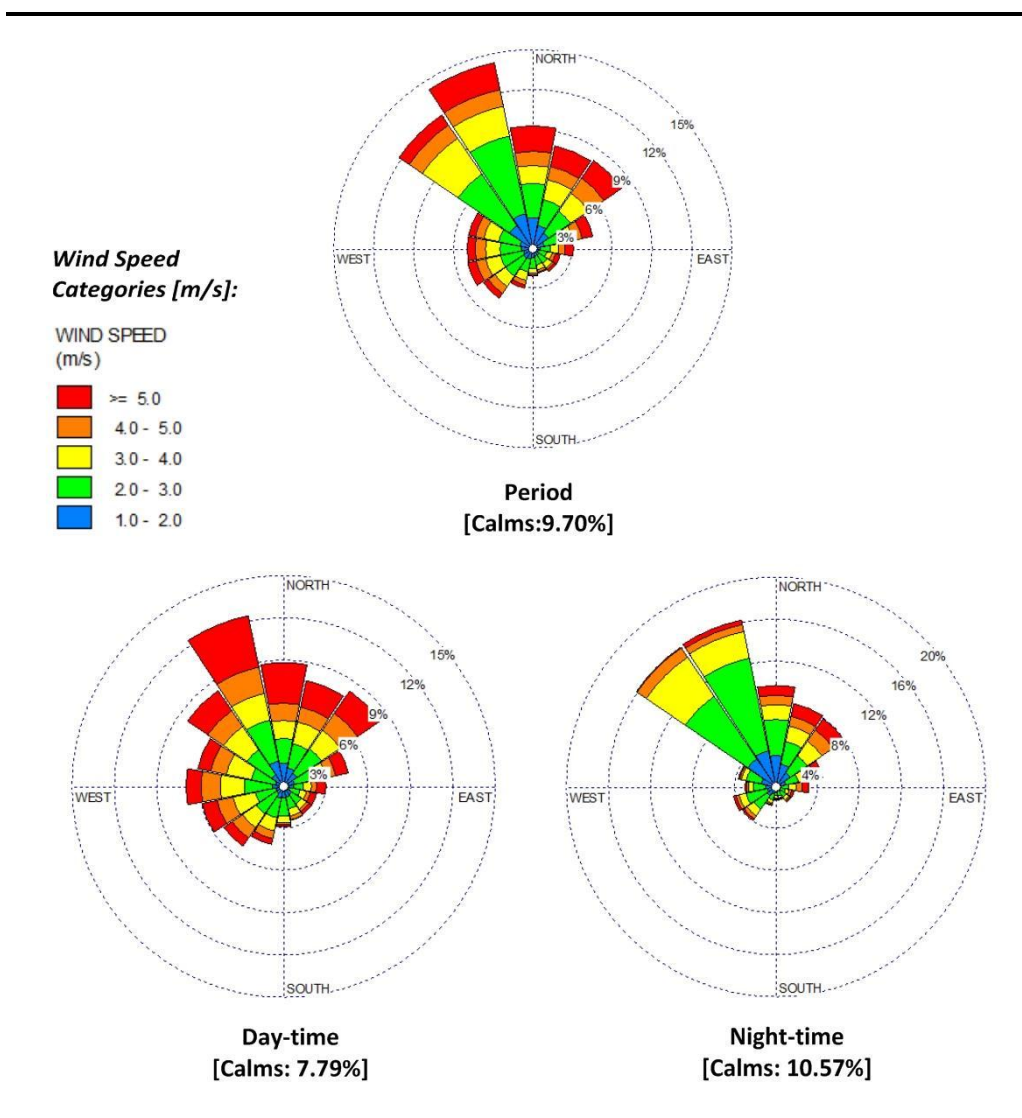 NORTH
15%
12%
9%
6%
3%
WEST
EAST
SOUTH
Wind Speed
Categories [m/s]:
WIND SPEED
(m/s)
>= 5.0
4.0 - 5.0
3.0 - 4.0
2.0 - 3.0
1.0 - 2.0
Period
[Calms:9.70%]
NORTH
15%
12%
9%
6%
3%
WEST
EAST
SOUTH
Day-time
[Calms: 7.79%]
NORTH
20%
16%
12%
8%
4%
WEST
EAST
SOUTH
Night-time
[Calms: 10.57%]